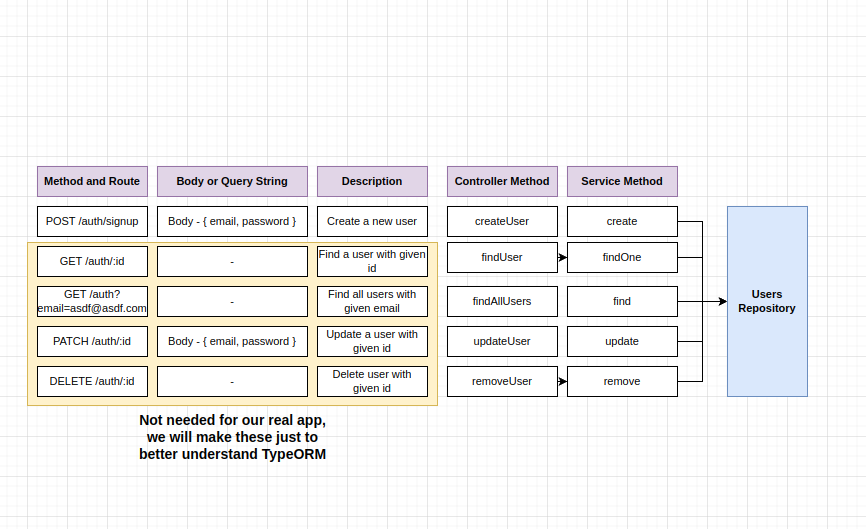 Method and Route
Body or Query String
Description
Controller Method
Service Method
POST /auth/signup
Body - { email, password }
Create a new user
createUser
create
GET /auth/:id
-
Find a user with given
id
findUser
findOne
GET /auth?
email=asdf@asdf.com
-
Find all users with
given email
findAllUsers
find
Users
Repository
PATCH /auth/:id
Body - { email, password }
Update a user with
given id
updateUser
update
DELETE /auth/:id
-
Delete user with
given id
removeUser
remove
Not needed for our real app,
we will make these just to
better understand TypeORM